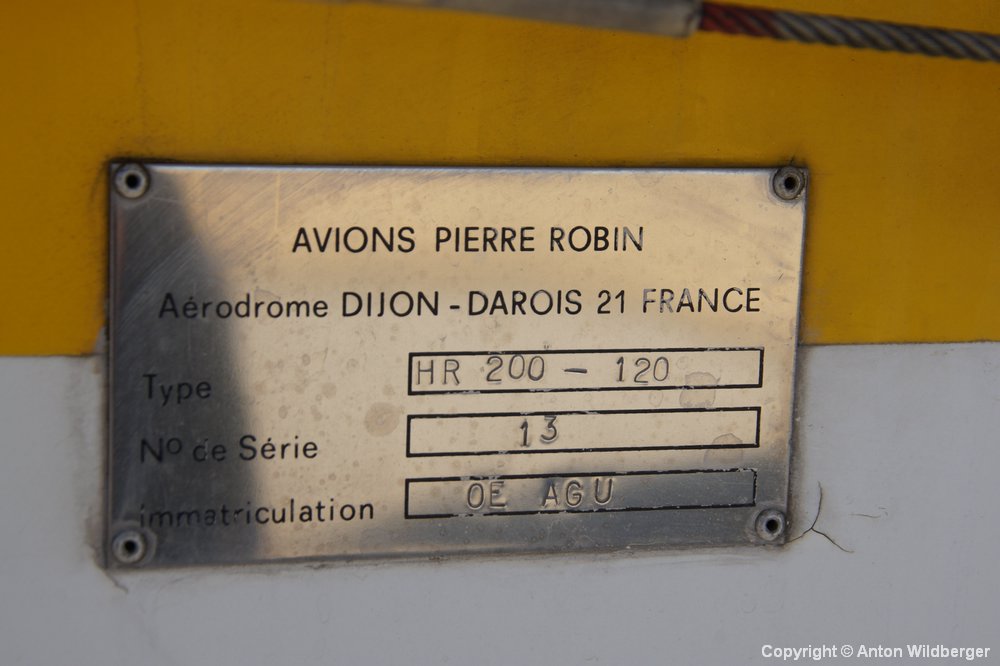 AVIONS PIERRE ROBIN
Aérodrome DIJON - DAROIS 21 FRANCE
Type HR 200 - 120
Nº de Série 13
immatriculation OE AGU
Copyright © Anton Wildberger